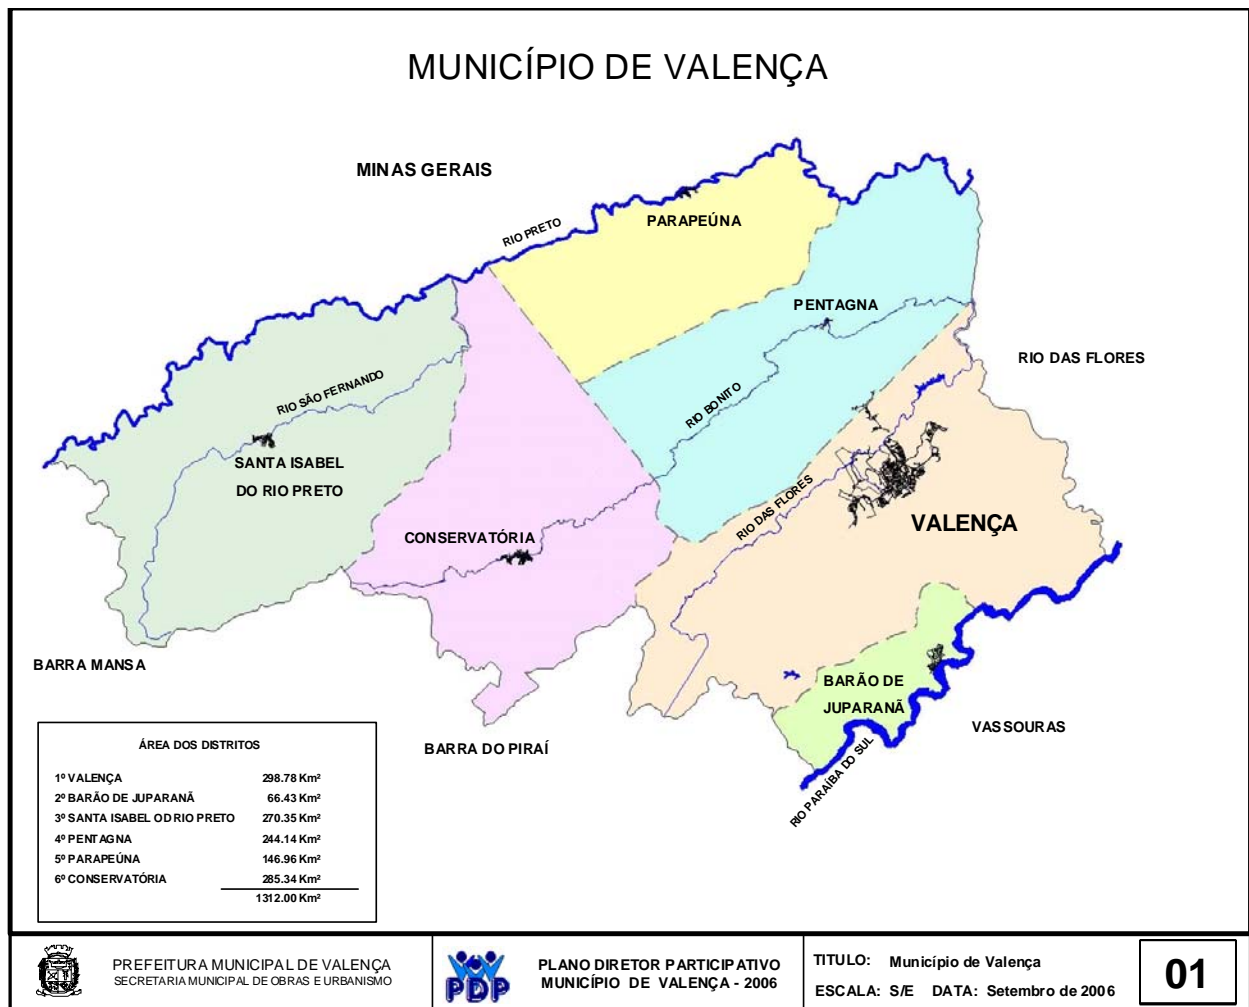 MUNICÍPIO DE VALENÇA
MINAS GERAIS
RIO PRETO
PARAPEÚNA
PENTAGNA
RIO DAS FLORES
RIO SÃO FERNANDO
RIO BONITO
SANTA ISABEL
DO RIO PRETO
RIO DAS FLORES
VALENÇA
CONSERVATÓRIA
BARRA MANSA
BARÃO DE
JUPARANÃ
VASSOURAS
BARRA DO PIRAÍ
RIO PARAÍBA DO SUL
ÁREA DOS DISTRITOS
1º VALENÇA 298.78 Km²
2º BARÃO DE JUPARANÃ 66.43 Km²
3º SANTA ISABEL OD RIO PRETO 270.35 Km²
4º PENTAGNA 244.14 Km²
5º PARAPEÚNA 146.96 Km²
6º CONSERVATÓRIA 285.34 Km²
1312.00 Km²
PREFEITURA MUNICIPAL DE VALENÇA
SECRETARIA MUNICIPAL DE OBRAS E URBANISMO
PDP
PLANO DIRETOR PARTICIPATIVO
MUNICÍPIO DE VALENÇA - 2006
TITULO: Município de Valença
ESCALA: S/E DATA: Setembro de 2006
01